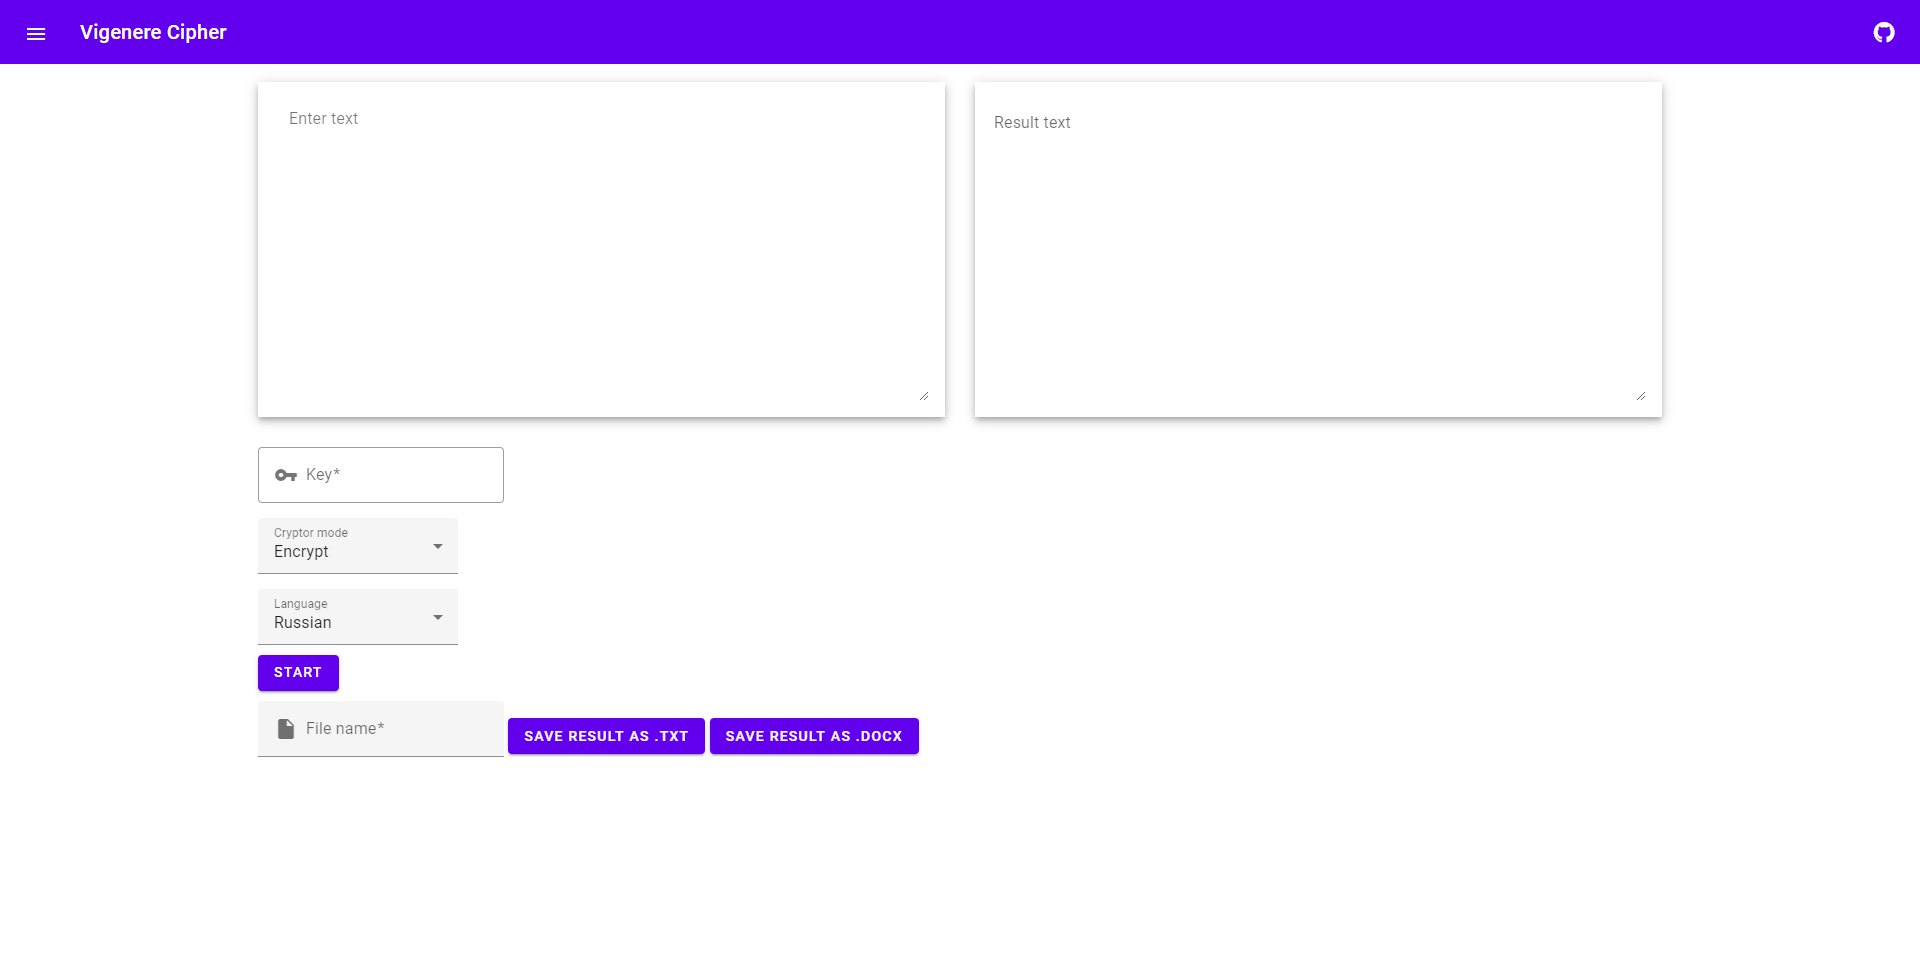 Vigenere Cipher
Enter text
Result text
Key*
Cryptor mode
Encrypt
Language
Russian
START
File name*
SAVE RESULT AS .TXT
SAVE RESULT AS .DOCX